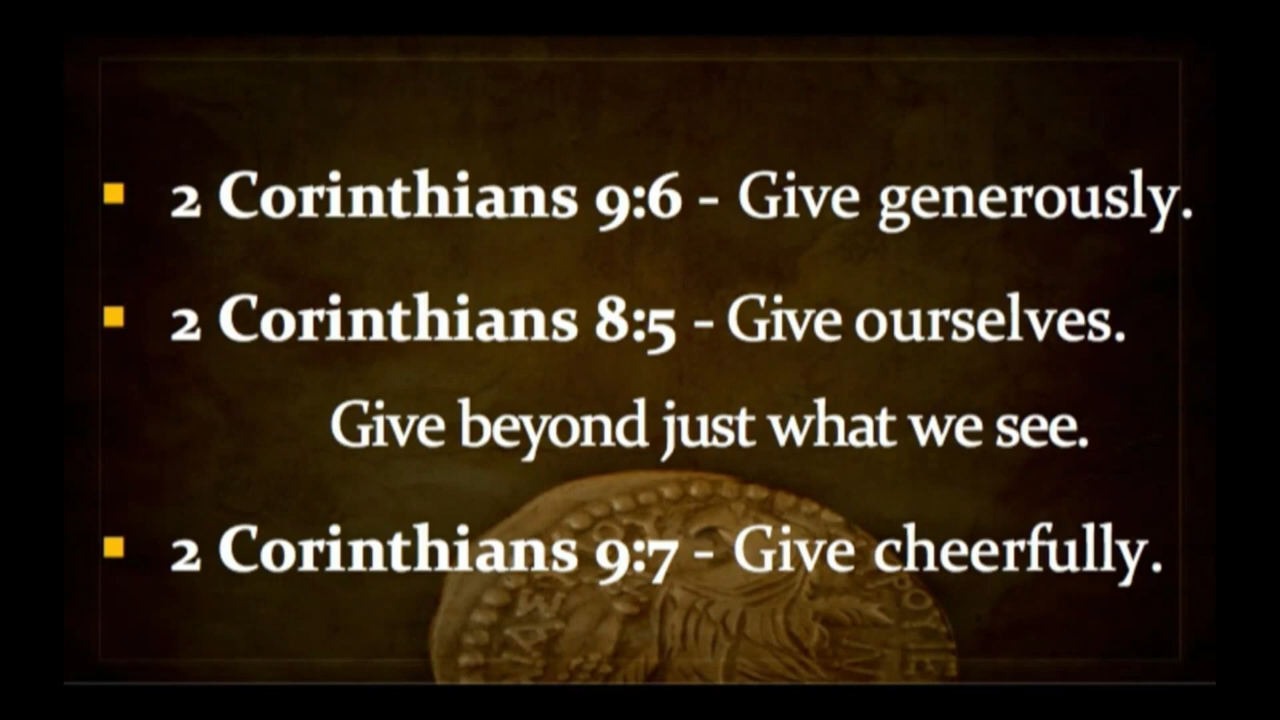 2 Corinthians 9:6 - Give generously.
2 Corinthians 8:5 - Give ourselves.
Give beyond just what we see.
2 Corinthians 9:7 - Give cheerfully.